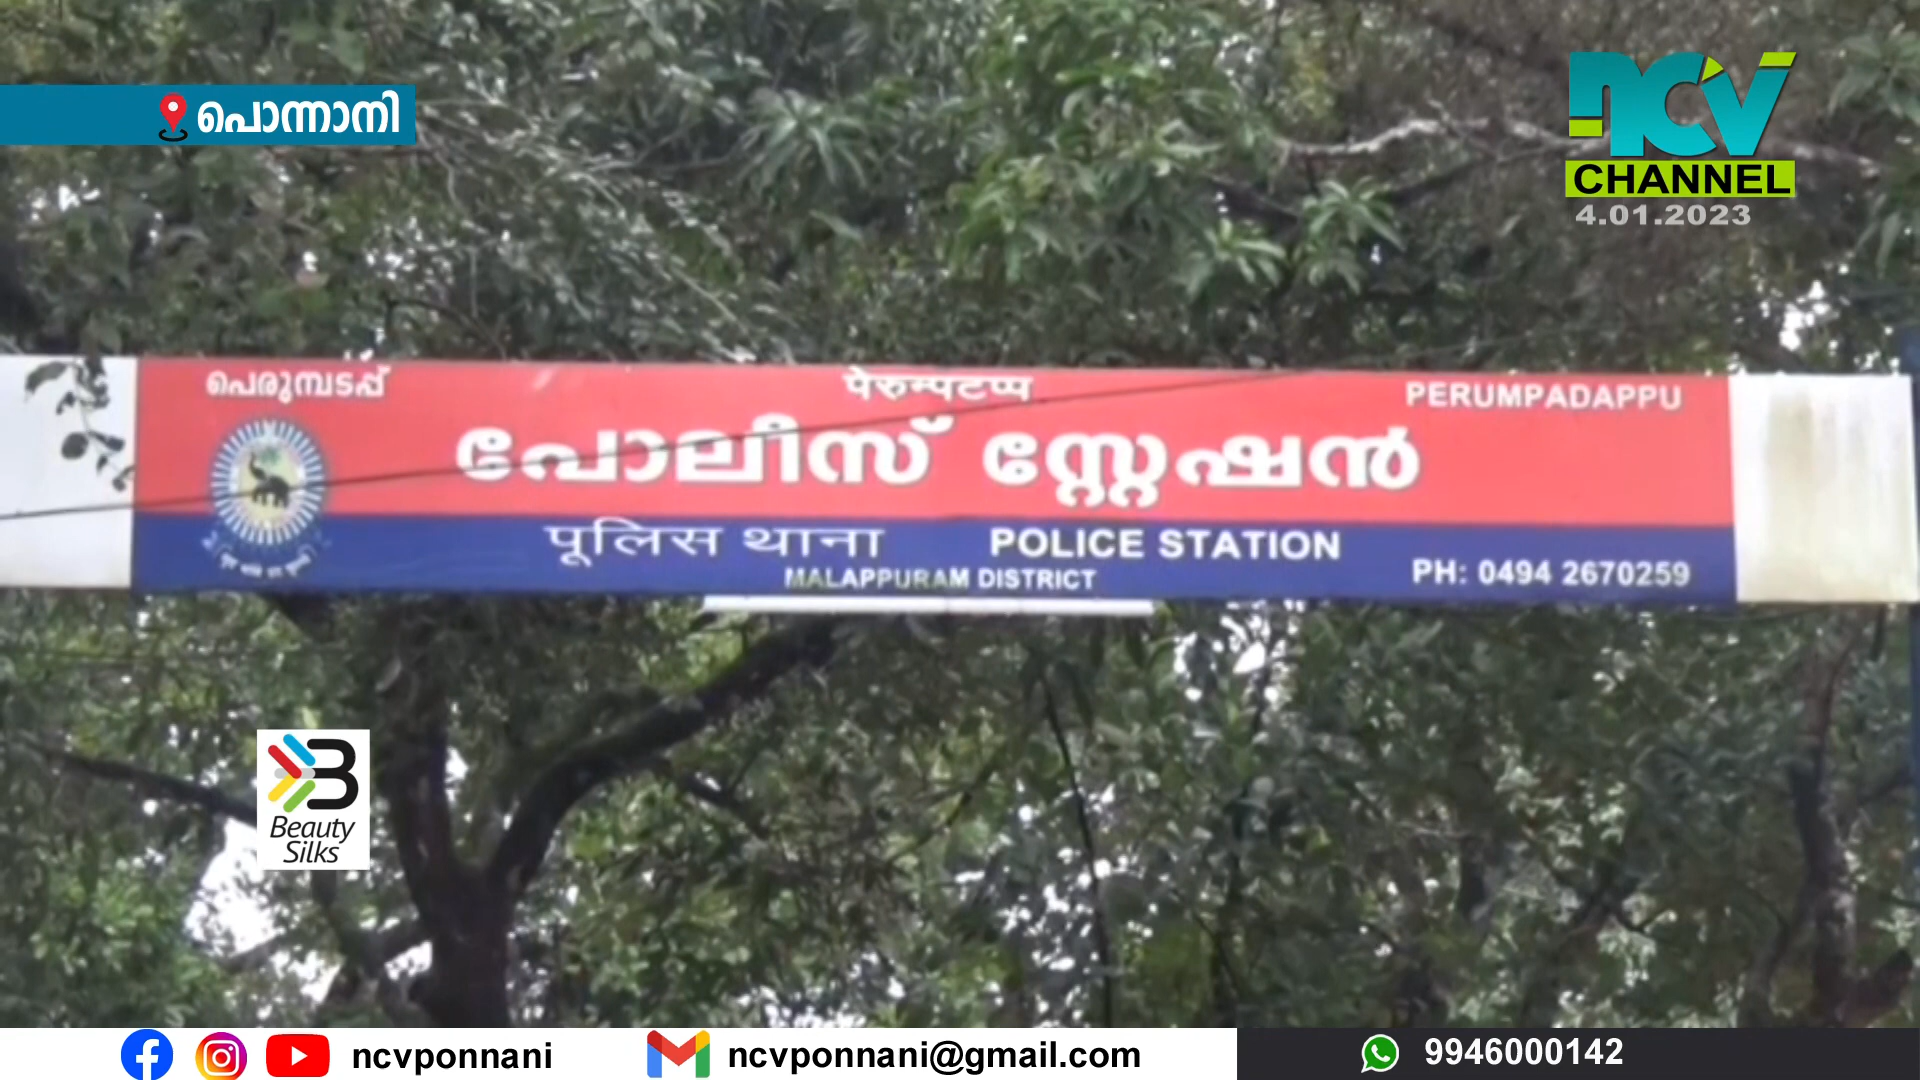 പൊന്നാനി
ncv
CHANNEL
4.01.2023
പെരുമ്പടപ്പ് पेरुम्पटप्प PERUMPADAPPU
പോലീസ് സ്റ്റേഷൻ
पूलिस थाना POLICE STATION
MALAPPURAM DISTRICT PH: 0494 2670259
B
Beauty
Silks
ncvponnani ncvponnani@gmail.com 9946000142